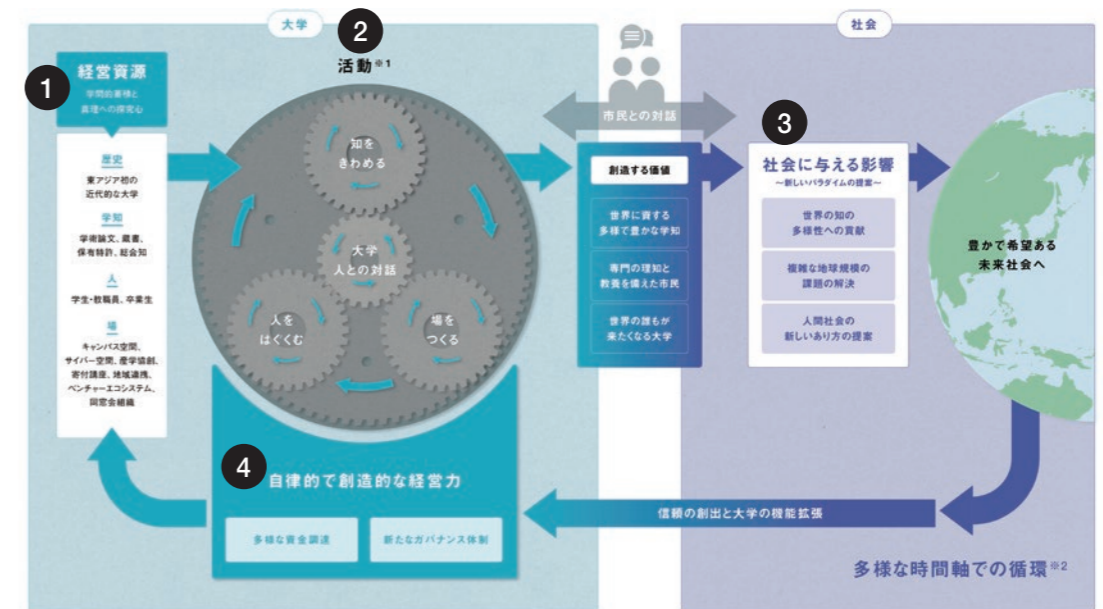 大学
社会
1
経営資源
学問的蓄積と
真理への探究心
歴史
東アジア初の
近代的な大学
学知
学術論文、蔵書、
保有特許、総合知
人
学生・教職員、卒業生
場
キャンパス空間、
サイバー空間、産学協創、
寄付講座、地域連携、
ベンチャーエコシステム、
同窓会組織
2
活動※1
知を
きわめる
大学
人との対話
人を
はぐくむ
場を
つくる
市民との対話
創造する価値
世界に資する
多様で豊かな学知
専門の理知と
教養を備えた市民
世界の誰もが
来たくなる大学
3
社会に与える影響
~新しいパラダイムの提案~
世界の知の
多様性への貢献
複雑な地球規模の
課題の解決
人間社会の
新しいあり方の提案
豊かで希望ある
未来社会へ
4
自律的で創造的な経営力
多様な資金調達
新たなガバナンス体制
信頼の創出と大学の機能拡張
多様な時間軸での循環※2